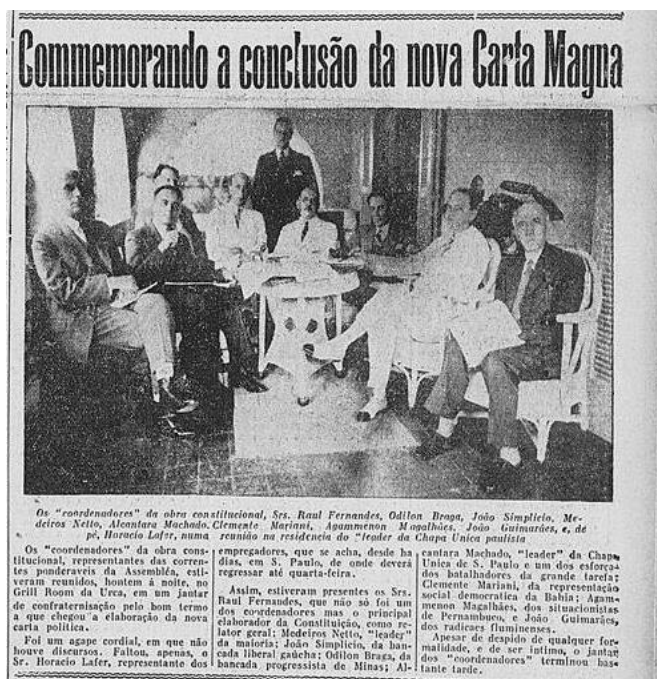 Commemorando a conclusão da nova Carta Magna
Os "coordenadores" da obra constitucional, Srs. Raul Fernandes, Odilon Braga, João Simplicio, Me-
deiros Netto, Alcantara Machado, Clemente Mariani, Agammenon Magalhães, João Guimarães, e, de
pé, Horacio Lafer, numa reunião na residencia do "leader da Chapa Unica paulista
Os "coordenadores" da obra cons-
titucional, representantes das corren-
tes ponderaveis da Assembléa, esti-
veram reunidos, hontem á noite, no
Grill Room da Urca, em um jantar
de confraternisação pelo bom termo
a que chegou a elaboração da nova
carta politica.
Foi um agape cordial, em que não
houve discursos. Faltou, apenas, o
Sr. Horacio Lafer, representante dos
empregadores, que se acha, desde ha
dias, em S. Paulo, de onde deverá
regressar até quarta-feira.
Assim, estiveram presentes os Srs.
Raul Fernandes, que não só foi um
dos coordenadores mas o principal
elaborador da Constituição, como re-
lator geral; Medeiros Netto, "leader"
da maioria; João Simplicio, da ban-
cada liberal gaúcha; Odilon Braga, da
bancada progressista de Minas; Al-
cantara Machado, "leader" da Chapa
Unica de S. Paulo e um dos esforça-
dos batalhadores da grande tarefa;
Clemente Mariani, da representação
social democratica da Bahia; Agam-
menon Magalhães, dos situacionistas
de Pernambuco, e João Guimarães,
dos radicaes fluminenses.
Apesar de despido de qualquer for-
malidade, e de ser intimo, o jantar
dos "coordenadores" terminou bas-
tante tarde.